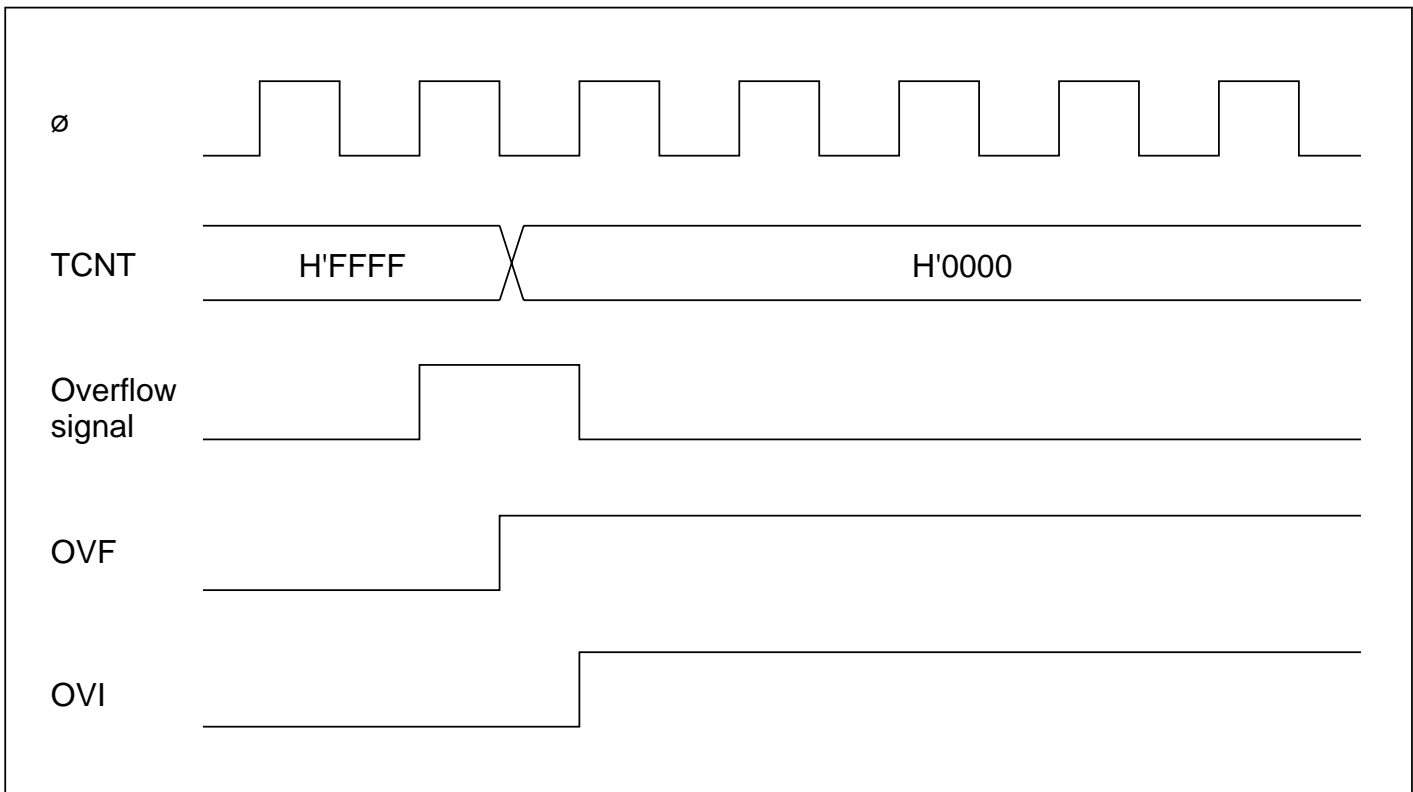 ø
TCNT
H'FFFF
H'0000
Overflow
signal
OVF
OVI